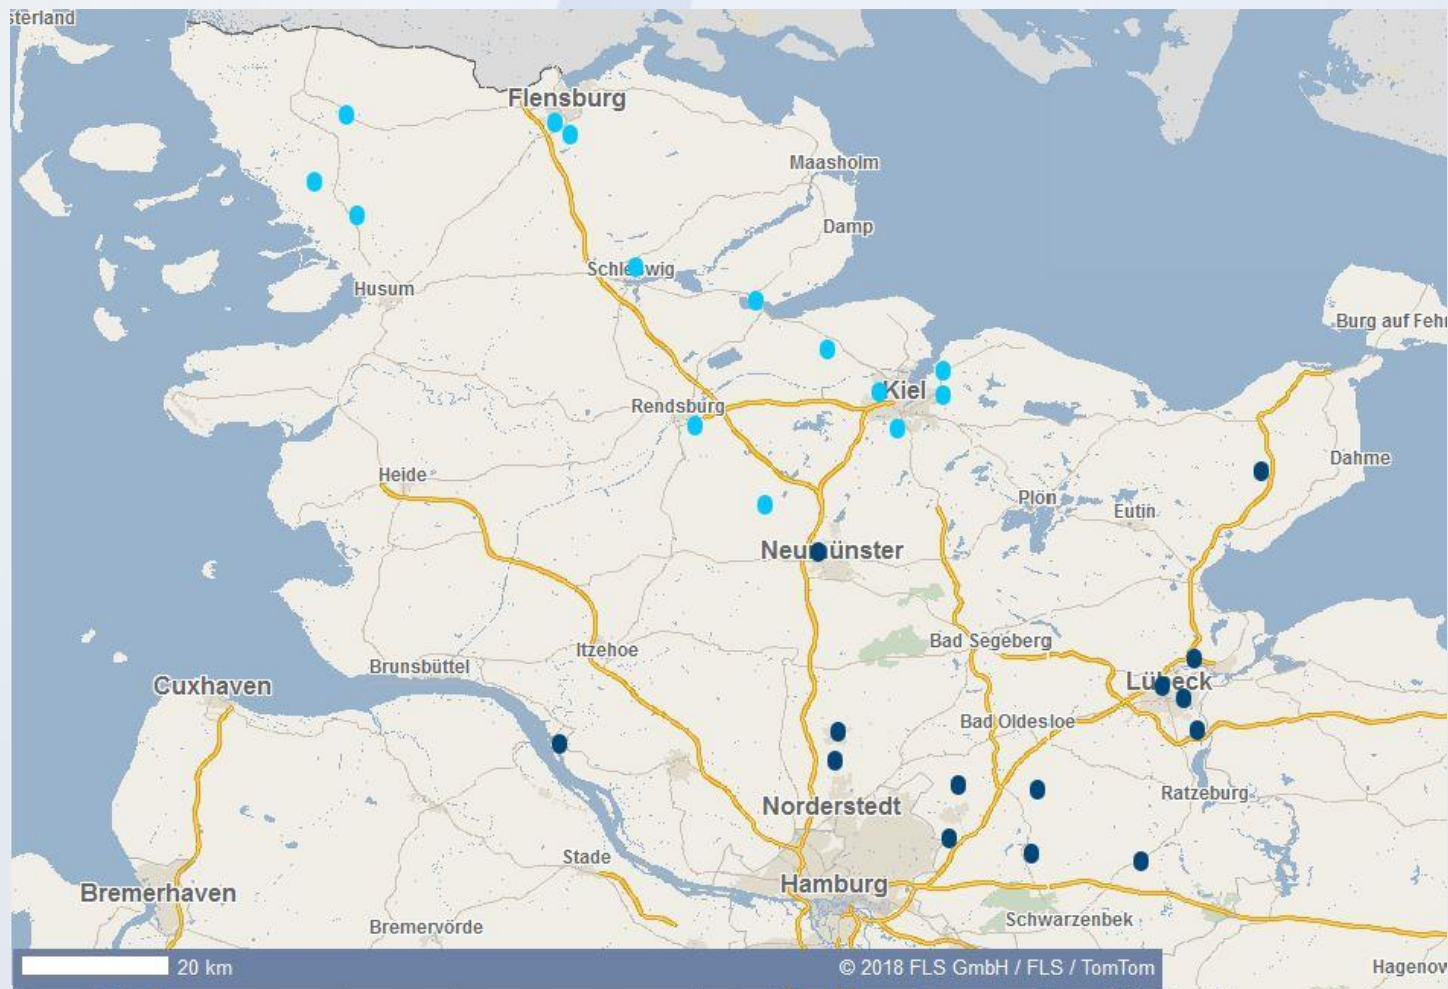 sterland
Flensburg
Maasholm
Damp
Schleswig
Husum
Burg auf Fehr
Kiel
Rendsburg
Dahme
Heide
Plön
Eutin
Neumünster
Bad Segeberg
Itzehoe
Brunsbüttel
Cuxhaven
Lübeck
Bad Oldesloe
Ratzeburg
Norderstedt
Stade
Hamburg
Bremerhaven
Schwarzenbek
Bremervörde
Hagenow
20 km
© 2018 FLS GmbH / FLS / TomTom